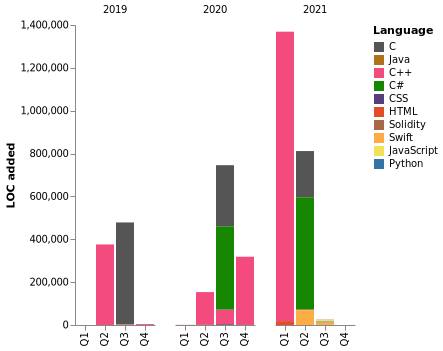 2019 2020 2021
Language
C
Java
C++
C#
CSS
HTML
Solidity
Swift
JavaScript
Python
LOC added
1,400,000
1,200,000
1,000,000
800,000
600,000
400,000
200,000
0
Q1 Q2 Q3 Q4 Q1 Q2 Q3 Q4 Q1 Q2 Q3 Q4